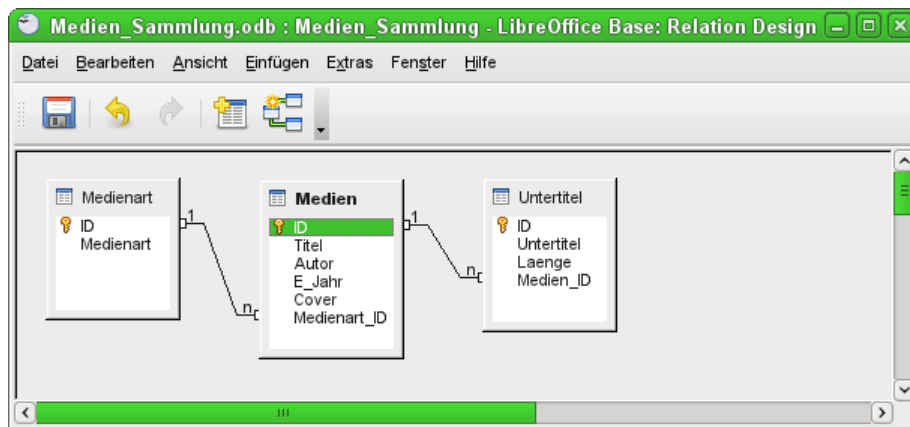 Medien_Sammlung.odb : Medien_Sammlung - LibreOffice Base: Relation Design
Datei Bearbeiten Ansicht Einfügen Extras Fenster Hilfe
Medienart
ID
Medienart
1
n
Medien
ID
Titel
Autor
E_Jahr
Cover
Medienart_ID
1
n
Untertitel
ID
Untertitel
Laenge
Medien_ID